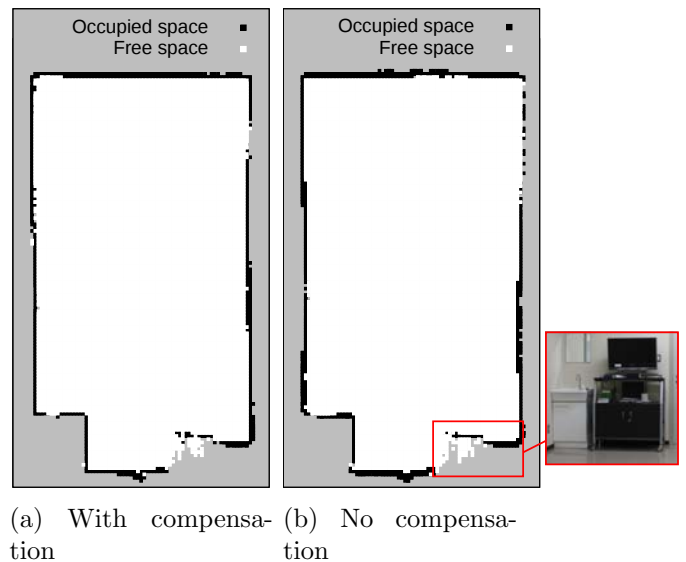 Occupied space
Free space
Occupied space
Free space
(a) With compensa-
tion
(b) No compensa-
tion